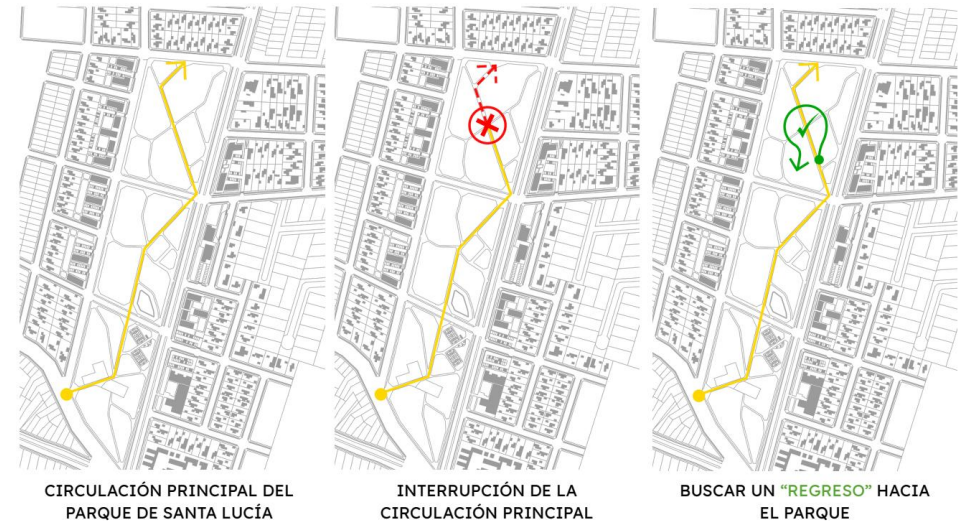 CIRCULACIÓN PRINCIPAL DEL
PARQUE DE SANTA LUCÍA
INTERRUPCIÓN DE LA
CIRCULACIÓN PRINCIPAL
BUSCAR UN “REGRESO” HACIA
EL PARQUE